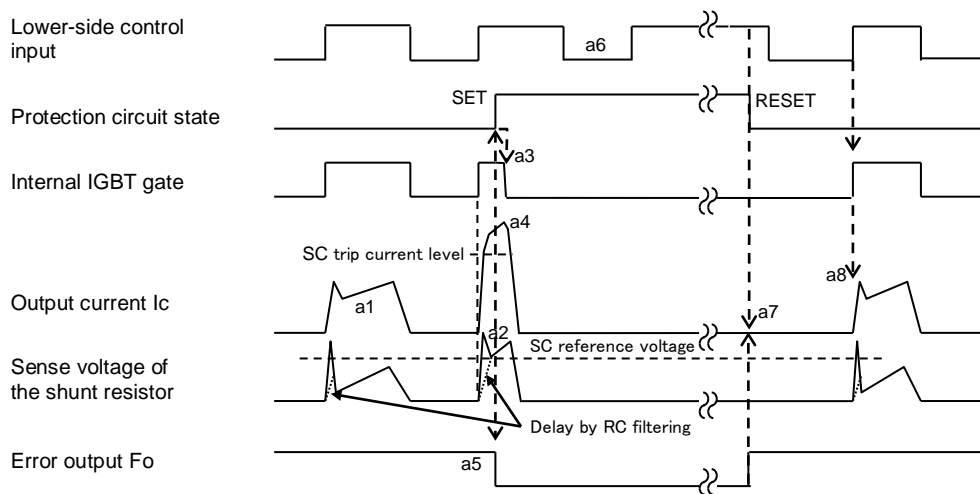 Lower-side control
input
a6
Protection circuit state
SET
RESET
a3
Internal IGBT gate
a4
SC trip current level
a8
Output current Ic
a1
a7
a2
SC reference voltage
Sense voltage of
the shunt resistor
Delay by RC filtering
Error output Fo
a5